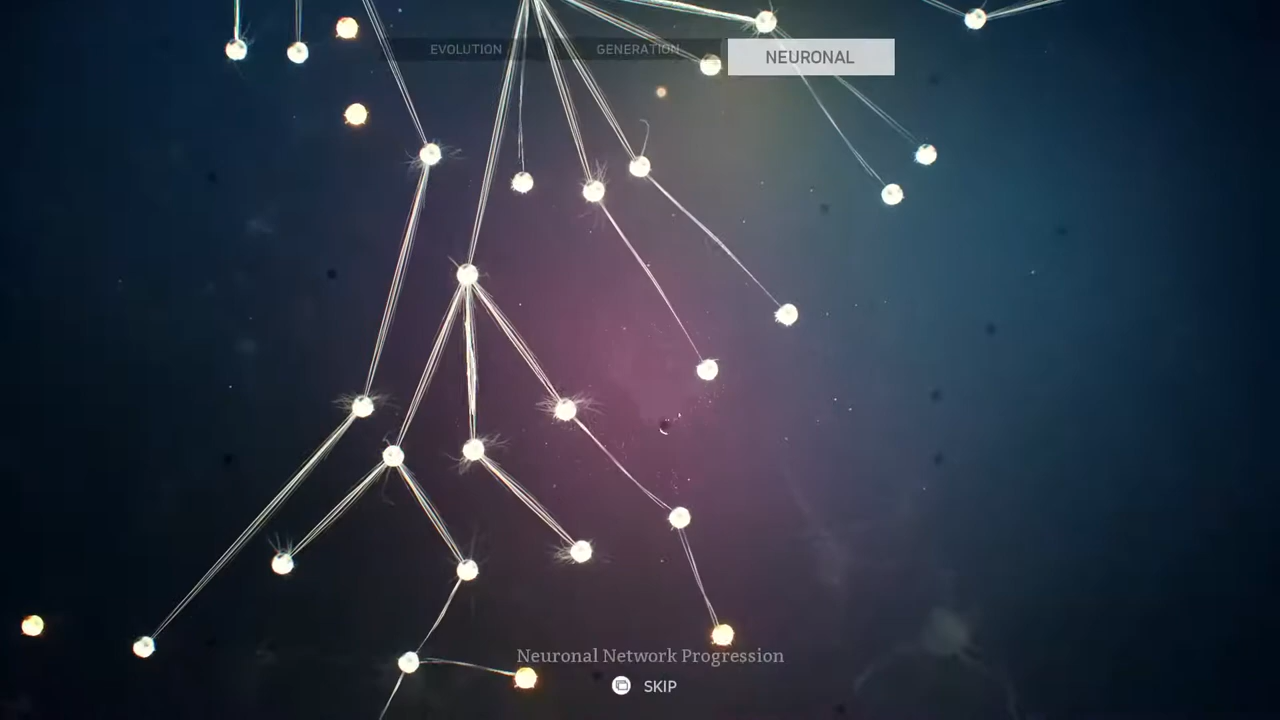 EVOLUTION
GENERATION
NEURONAL
Neuronal Network Progression
SKIP